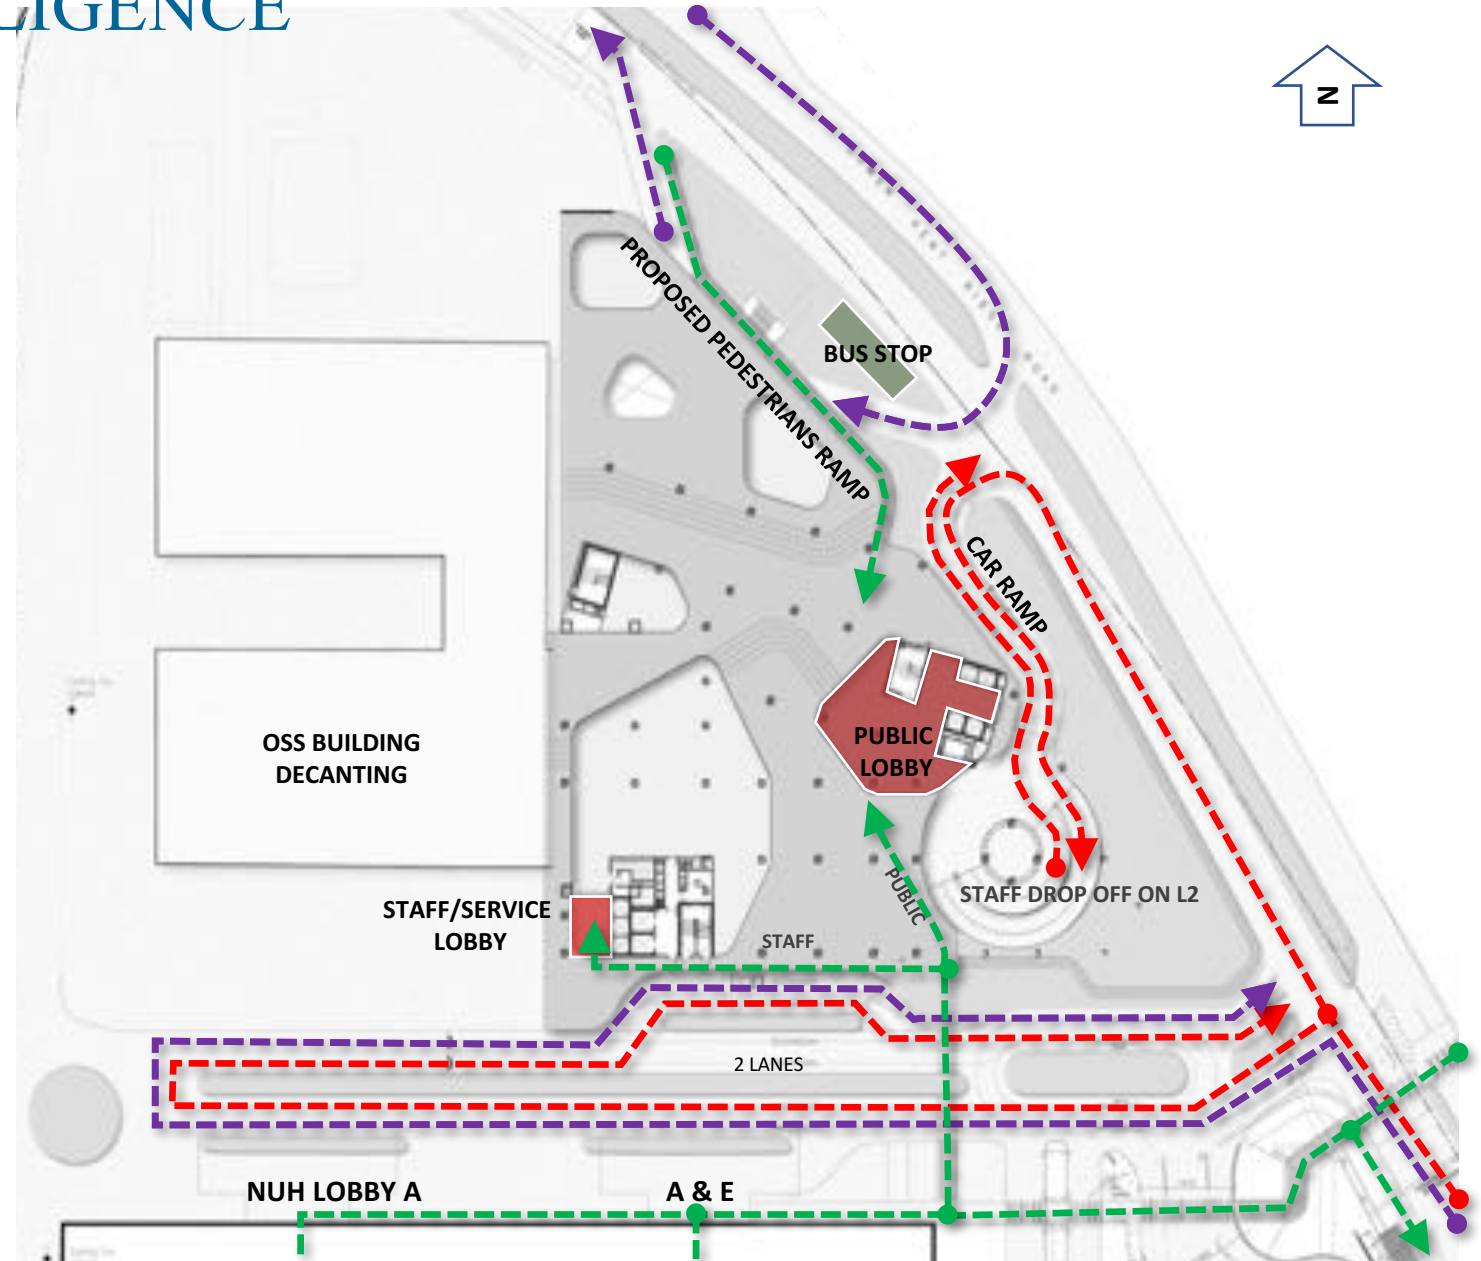 LIGENCE
N
PROPOSED PEDESTRIANS RAMP
BUS STOP
CAR RAMP
PUBLIC
LOBBY
OSS BUILDING
DECANTING
PUBLIC
STAFF DROP OFF ON L2
STAFF/SERVICE
LOBBY
STAFF
2 LANES
NUH LOBBY A
A & E